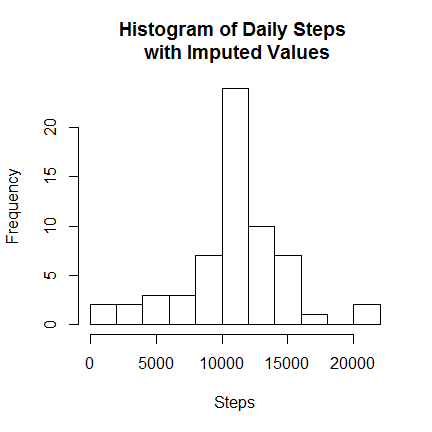 Histogram of Daily Steps
with Imputed Values
Frequency
20
15
10
5
0
0 5000 10000 15000 20000
Steps